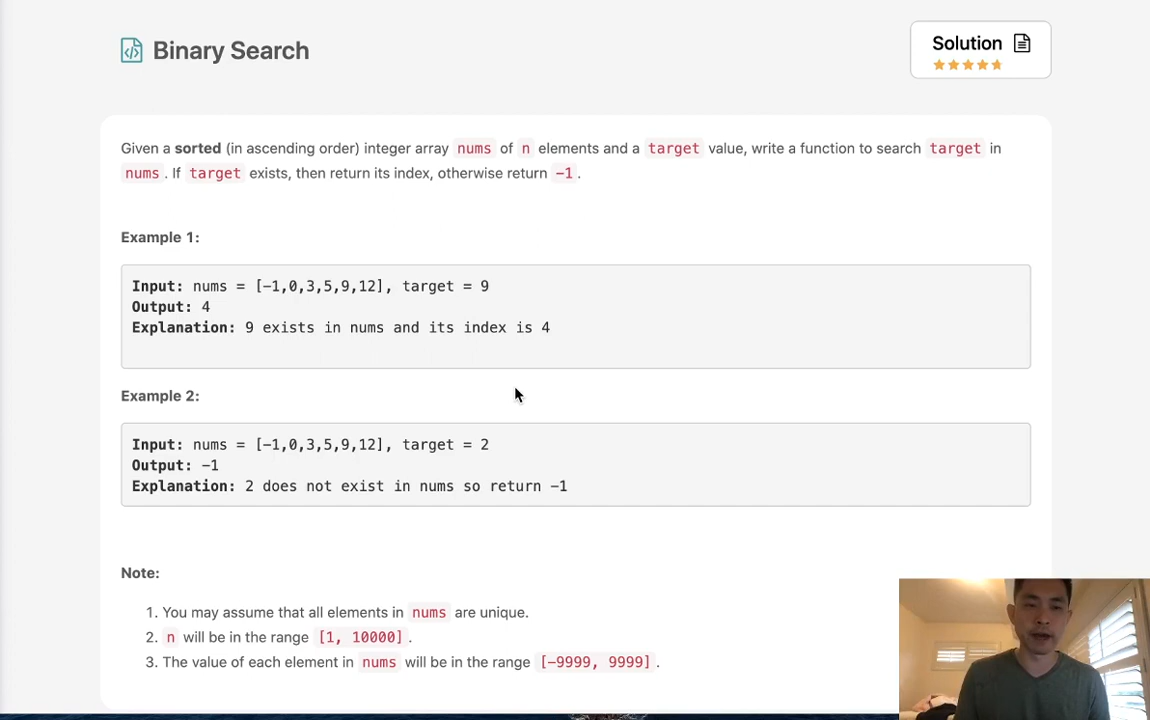 Binary Search
Solution
Given a sorted (in ascending order) integer array nums of n elements and a target value, write a function to search target in
nums . If target exists, then return its index, otherwise return -1 .
Example 1:
Input: nums = [-1,0,3,5,9,12], target = 9
Output: 4
Explanation: 9 exists in nums and its index is 4
Example 2:
Input: nums = [-1,0,3,5,9,12], target = 2
Output: -1
Explanation: 2 does not exist in nums so return -1
Note:
1. You may assume that all elements in nums are unique.
2. n will be in the range [1, 10000] .
3. The value of each element in nums will be in the range [-9999, 9999] .